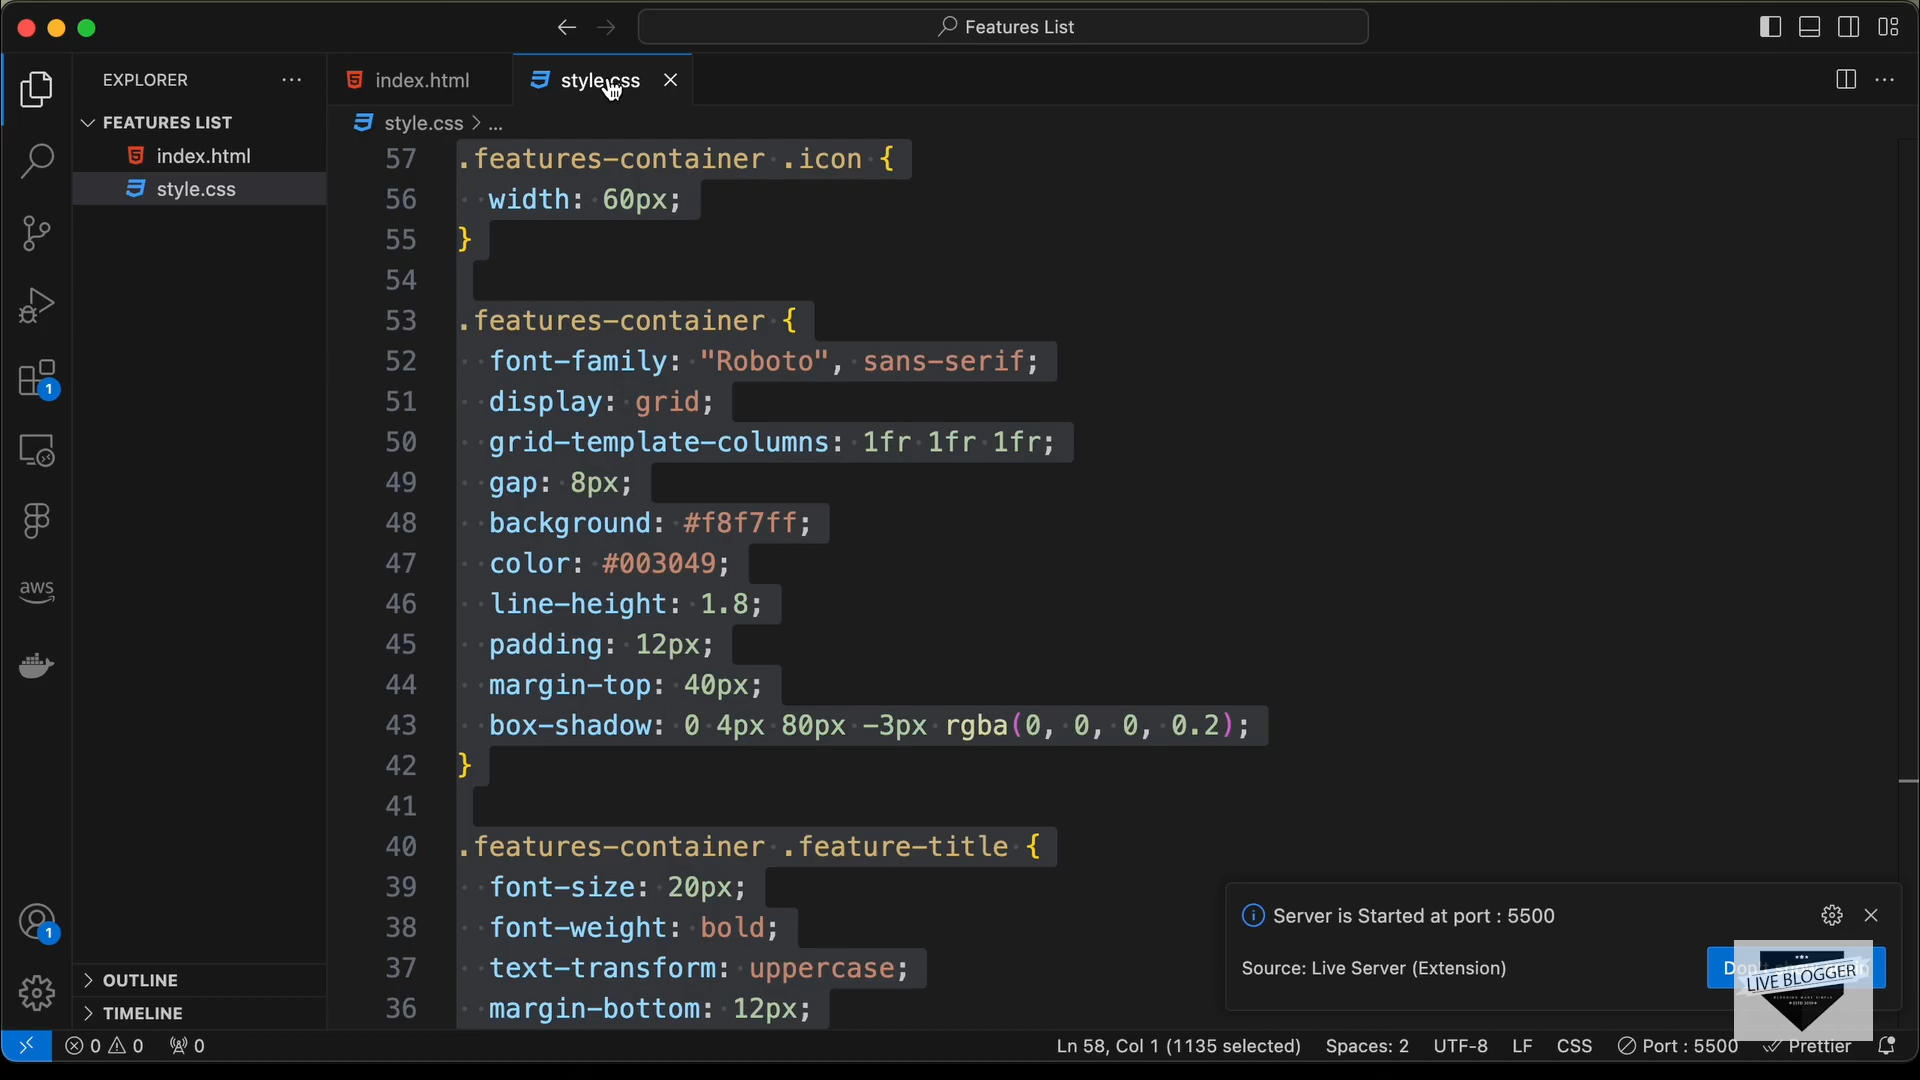 Features List
EXPLORER
index.html
style.css
FEATURES LIST
style.css > ...
index.html
style.css
57 .features-container .icon {
56 width: 60px;
55 }
54
53 .features-container {
52 font-family: "Roboto", sans-serif;
51 display: grid;
50 grid-template-columns: 1fr 1fr 1fr;
49 gap: 8px;
48 background: #f8f7ff;
47 color: #003049;
46 line-height: 1.8;
45 padding: 12px;
44 margin-top: 40px;
43 box-shadow: 0 4px 80px -3px rgba(0, 0, 0, 0.2);
42 }
41
40 .features-container .feature-title {
39 font-size: 20px;
38 font-weight: bold;
37 text-transform: uppercase;
36 margin-bottom: 12px;
1
aws
1
OUTLINE
TIMELINE
Server is Started at port : 5500
Source: Live Server (Extension)
LIVE BLOGGER
0 0 0
Ln 58, Col 1 (1135 selected) Spaces: 2 UTF-8 LF CSS Port : 5500 Prettier